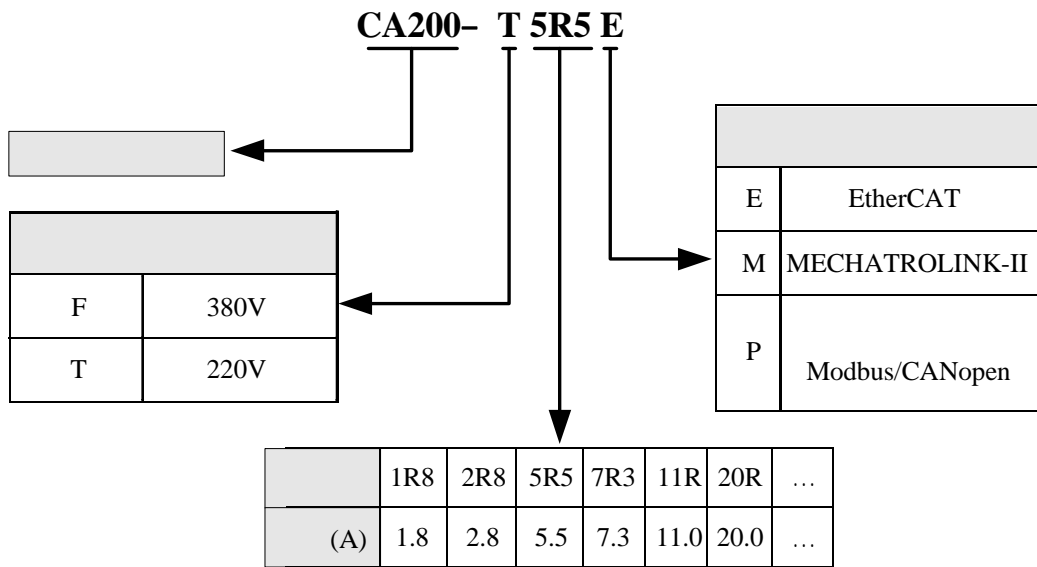 CA200– T 5R5 E
E EtherCAT
M MECHATROLINK-II
P Modbus/CANopen
F 380V
T 220V
1R8 2R8 5R5 7R3 11R 20R …
(A) 1.8 2.8 5.5 7.3 11.0 20.0 …